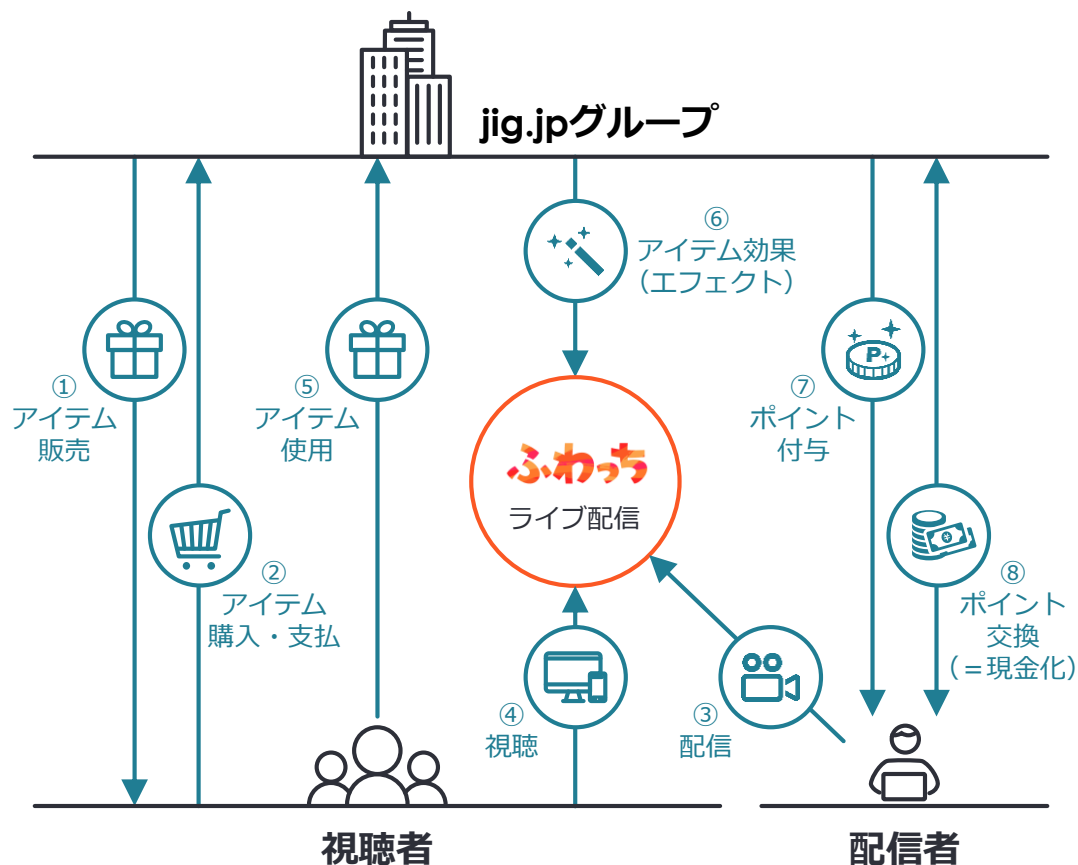 jig.jpグループ
①
アイテム
販売
②
アイテム
購入・支払
⑤
アイテム
使用
⑥
アイテム効果
（エフェクト）
ふわっち
ライブ配信
④
視聴
③
配信
P
⑦
ポイント
付与
⑧
ポイント
交換
（＝現金化）
視聴者
配信者